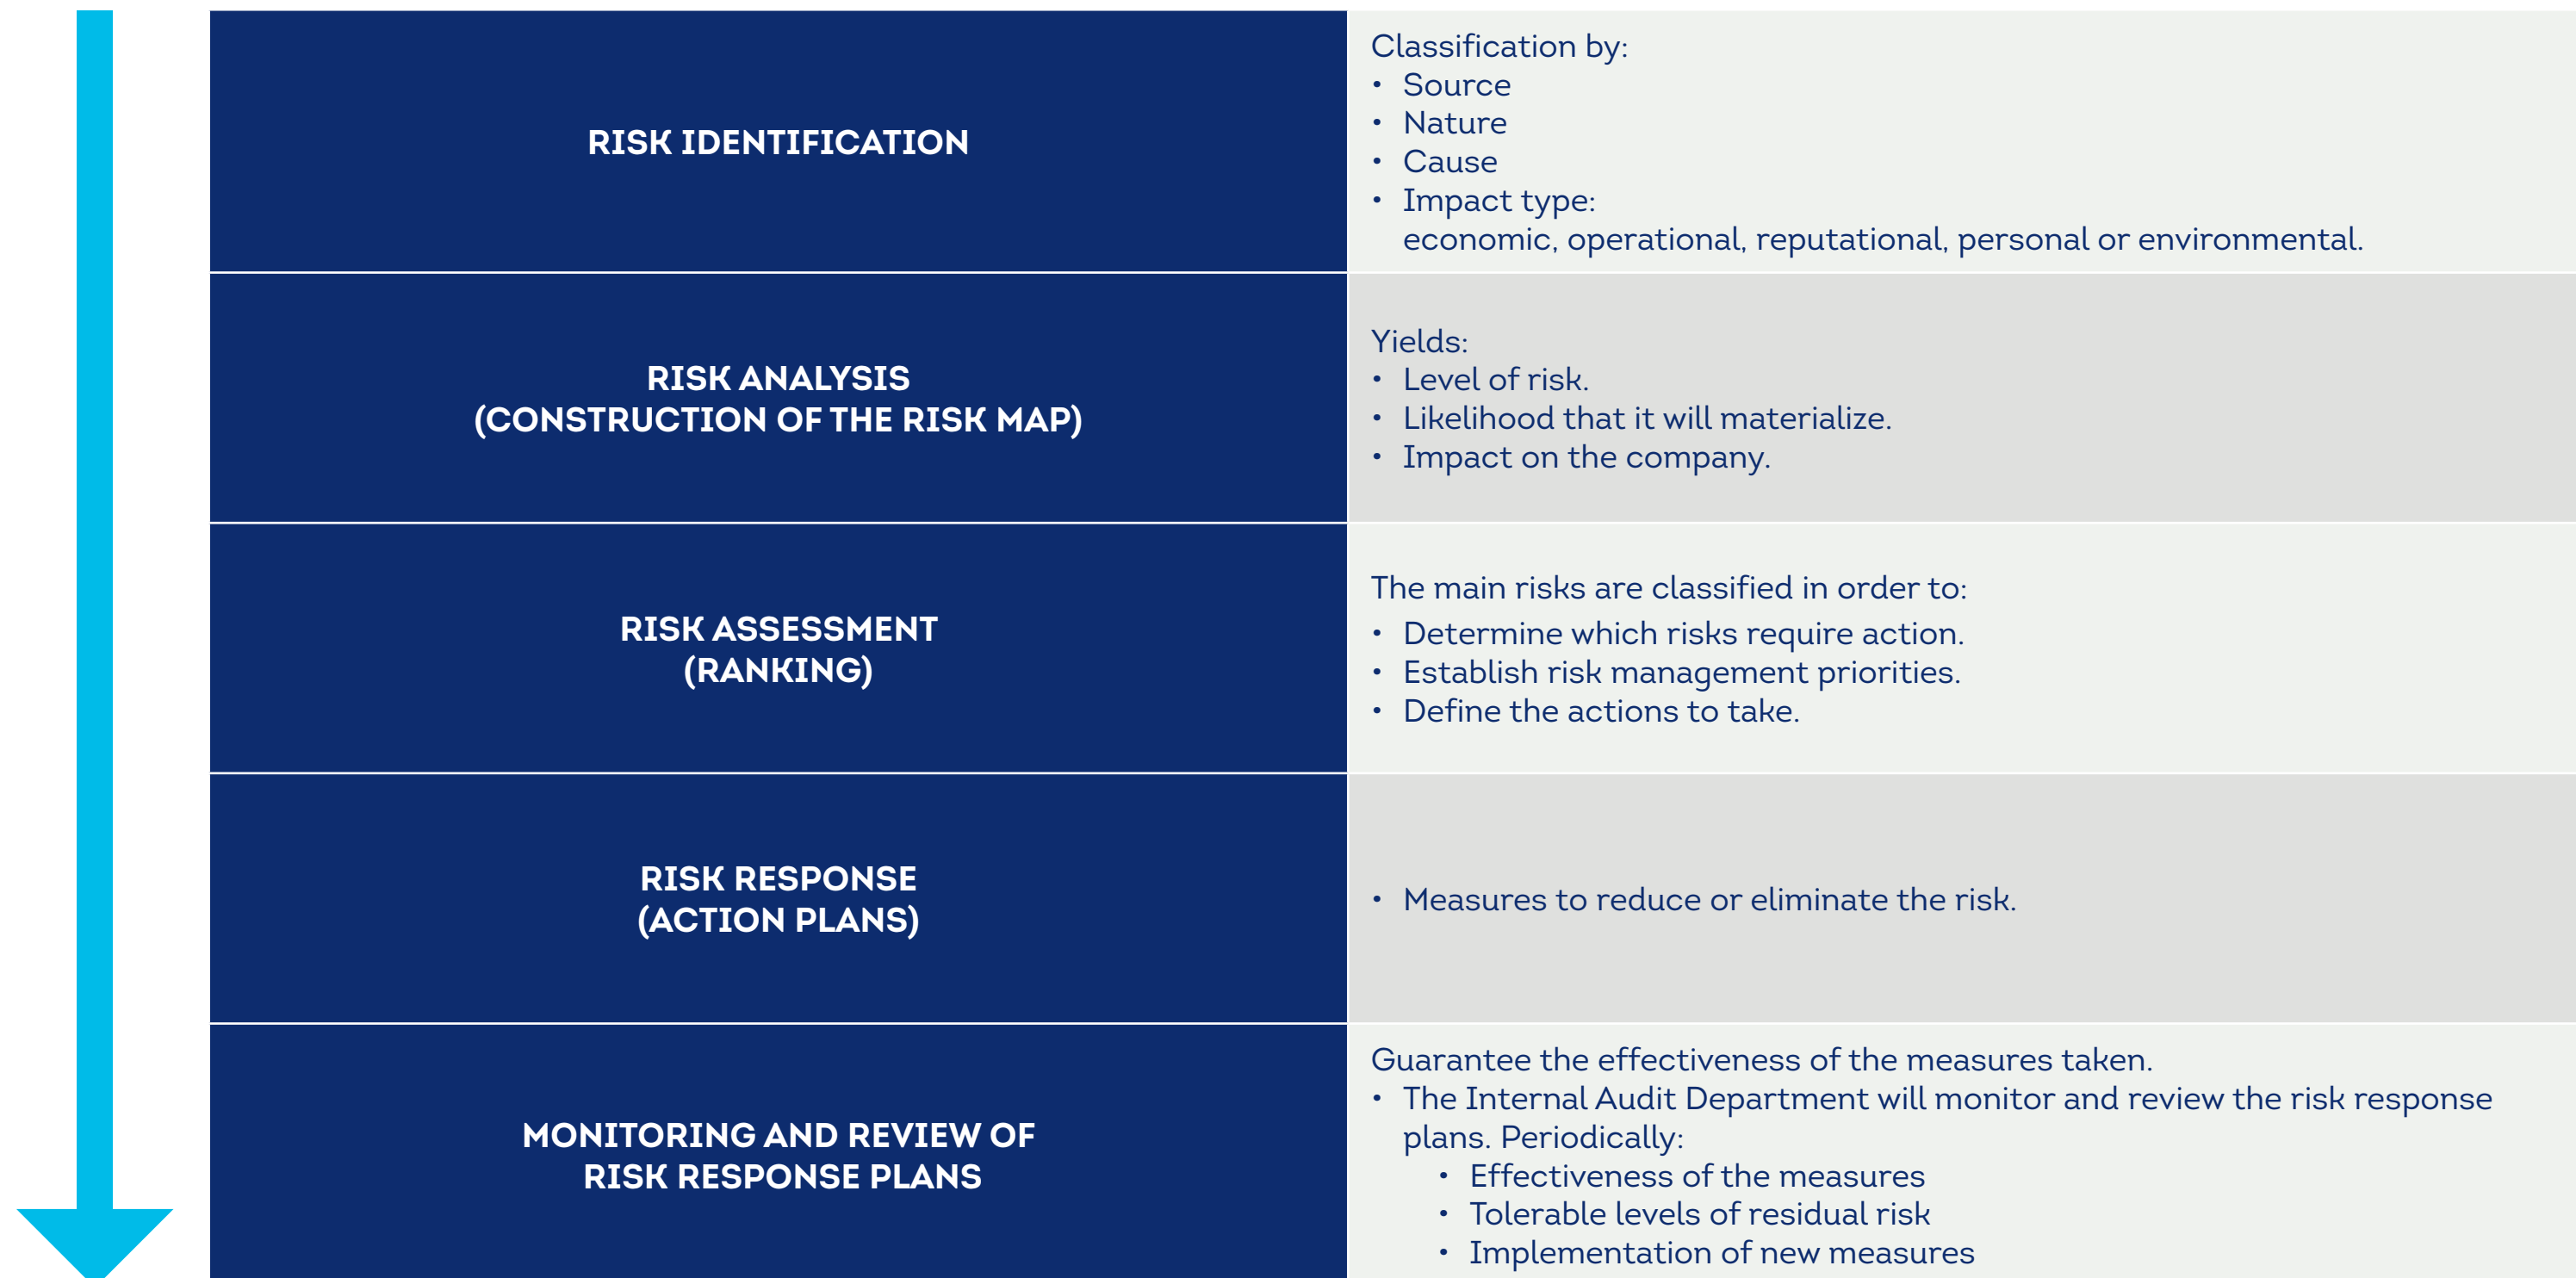 RISK IDENTIFICATION
Classification by:
• Source
• Nature
• Cause
• Impact type:
economic, operational, reputational, personal or environmental.
RISK ANALYSIS
(CONSTRUCTION OF THE RISK MAP)
Yields:
• Level of risk.
• Likelihood that it will materialize.
• Impact on the company.
RISK ASSESSMENT
(RANKING)
The main risks are classified in order to:
• Determine which risks require action.
• Establish risk management priorities.
• Define the actions to take.
RISK RESPONSE
(ACTION PLANS)
• Measures to reduce or eliminate the risk.
MONITORING AND REVIEW OF
RISK RESPONSE PLANS
Guarantee the effectiveness of the measures taken.
• The Internal Audit Department will monitor and review the risk response
plans. Periodically:
• Effectiveness of the measures
• Tolerable levels of residual risk
• Implementation of new measures